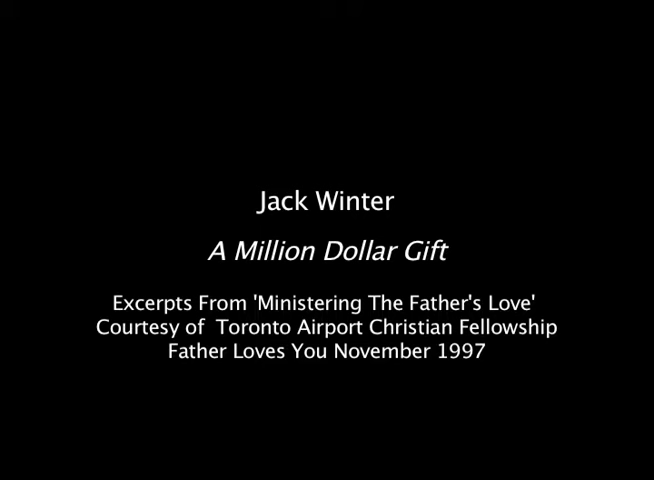 Jack Winter
A Million Dollar Gift
Excerpts From 'Ministering The Father's Love'
Courtesy of Toronto Airport Christian Fellowship
Father Loves You November 1997